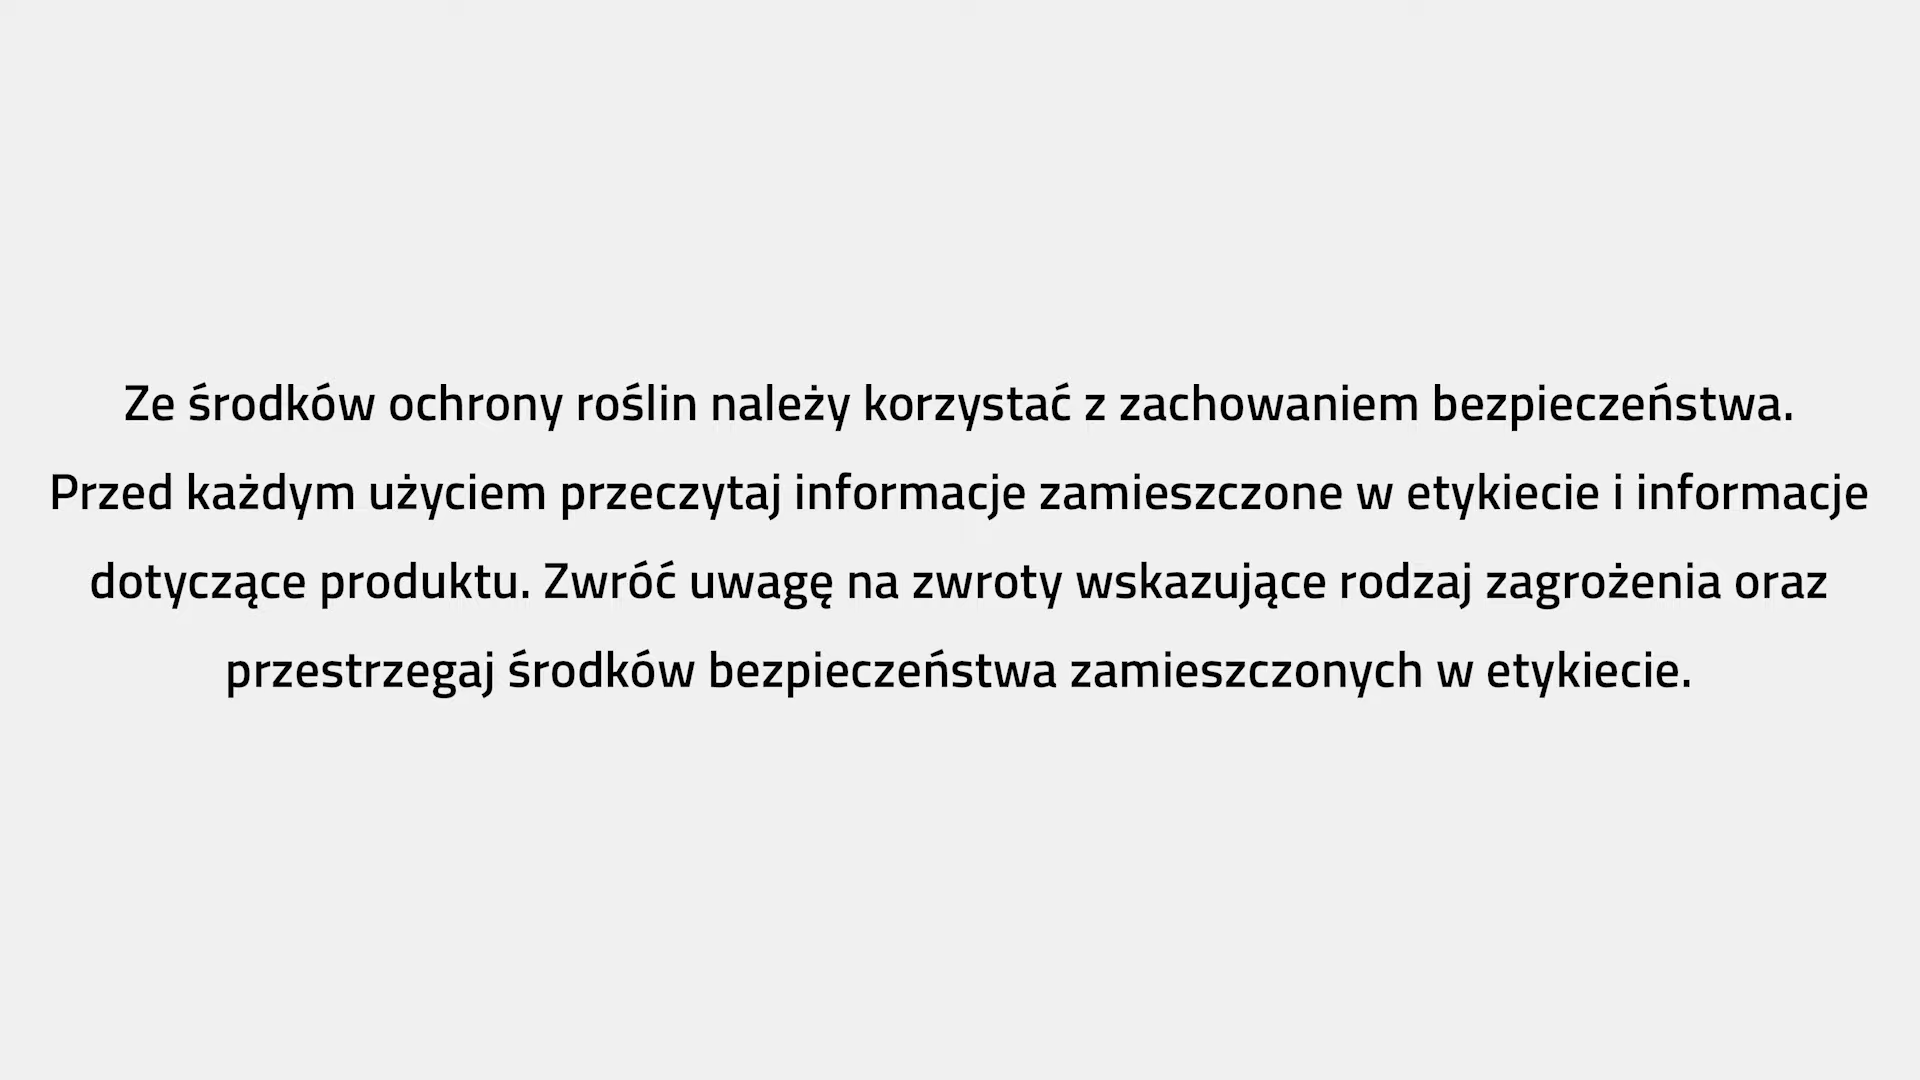 Ze środków ochrony roślin należy korzystać z zachowaniem bezpieczeństwa.
Przed każdym użyciem przeczytaj informacje zamieszczone w etykiecie i informacje
dotyczące produktu. Zwróć uwagę na zwroty wskazujące rodzaj zagrożenia oraz
przestrzegaj środków bezpieczeństwa zamieszczonych w etykiecie.